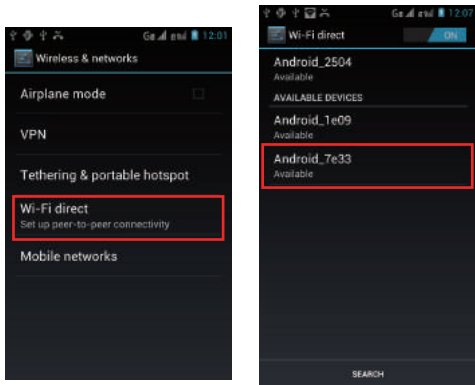 12:01
Wireless & networks
Airplane mode
VPN
Tethering & portable hotspot
Wi-Fi direct
Set up peer-to-peer connectivity
Mobile networks
12:07
Wi-Fi direct
ON
Android_2504
Available
AVAILABLE DEVICES
Android_1e09
Available
Android_7e33
Available
SEARCH